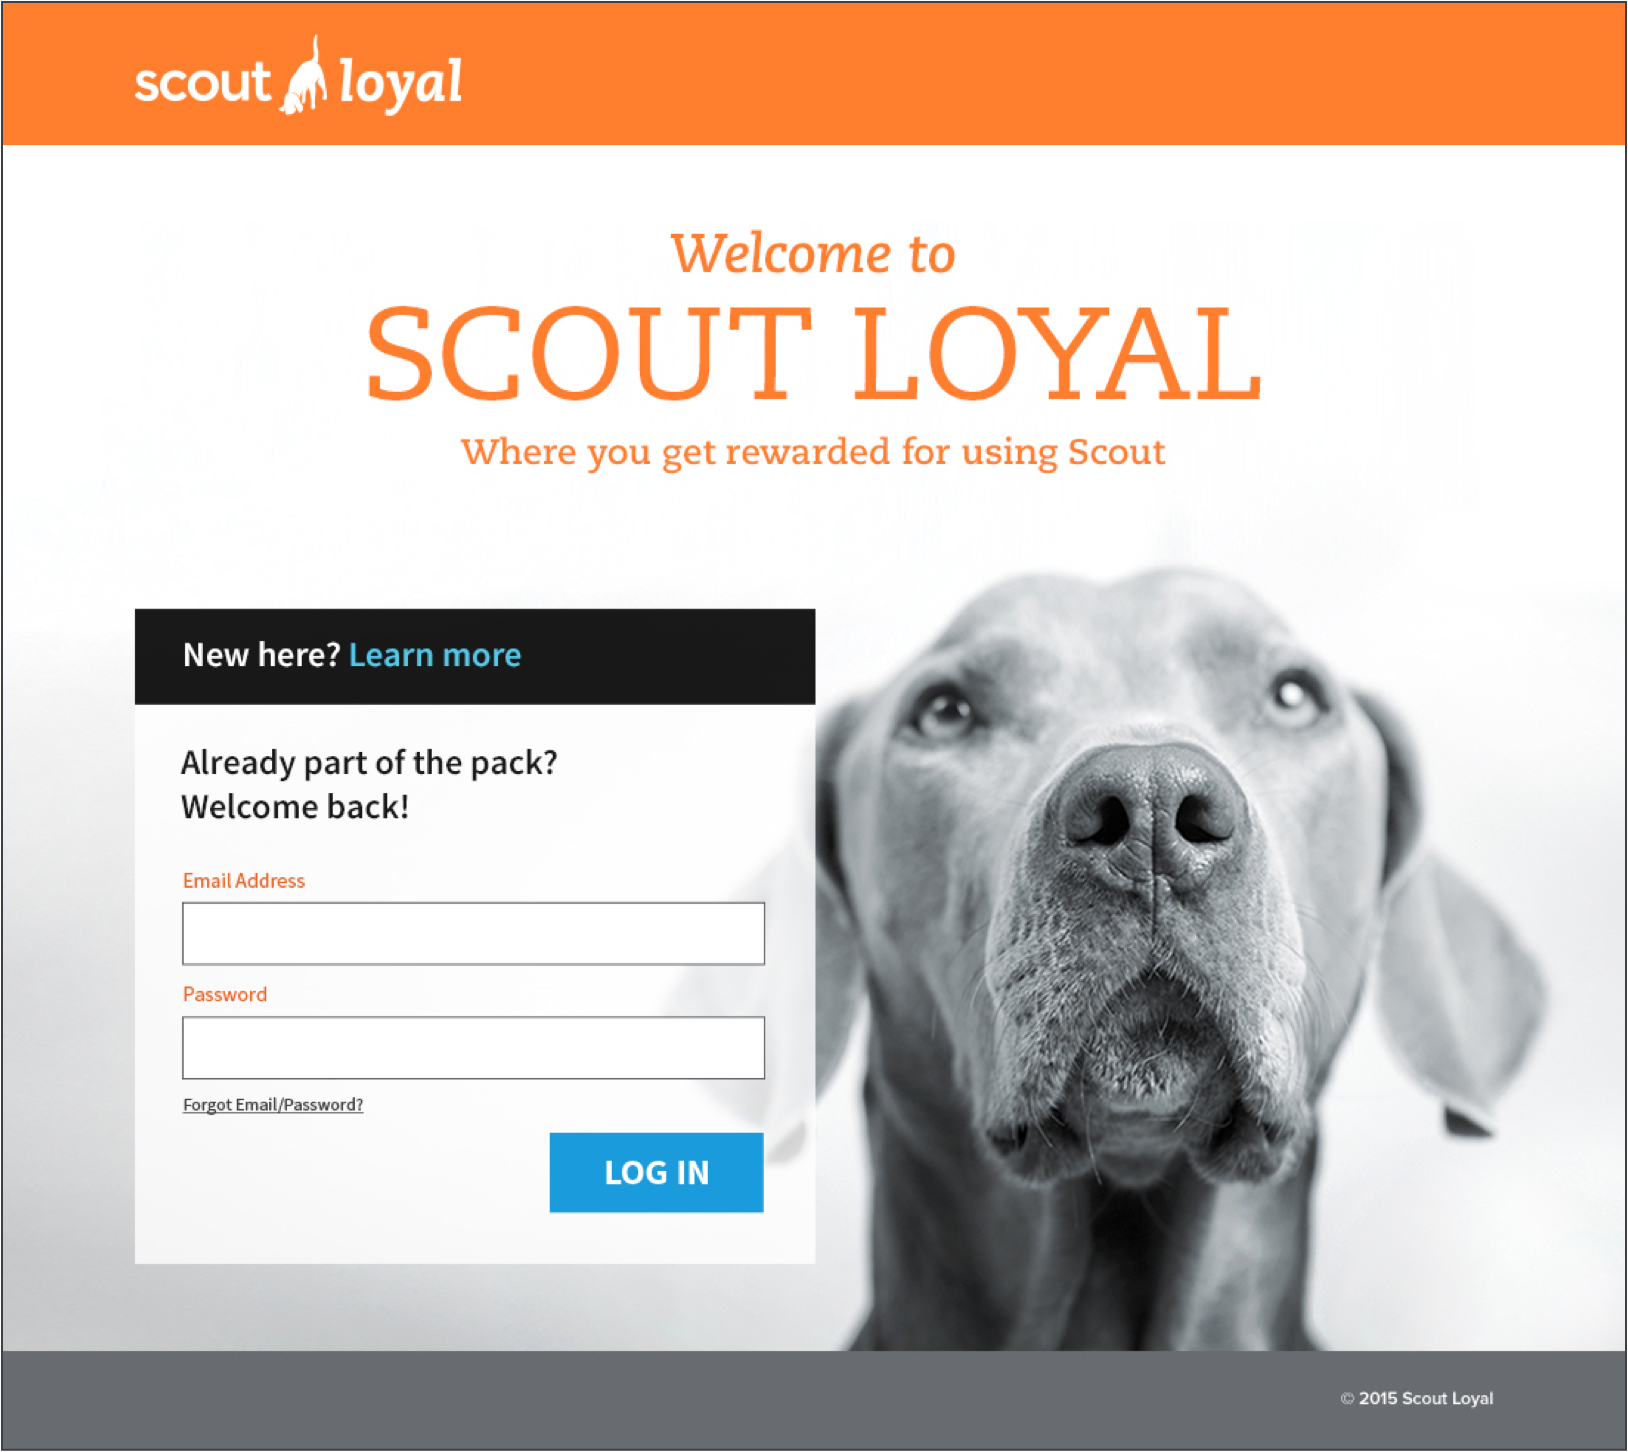 scout loyal
Welcome to
SCOUT LOYAL
Where you get rewarded for using Scout
New here? Learn more
Already part of the pack?
Welcome back!
Email Address
Password
Forgot Email/Password?
LOG IN
© 2015 Scout Loyal